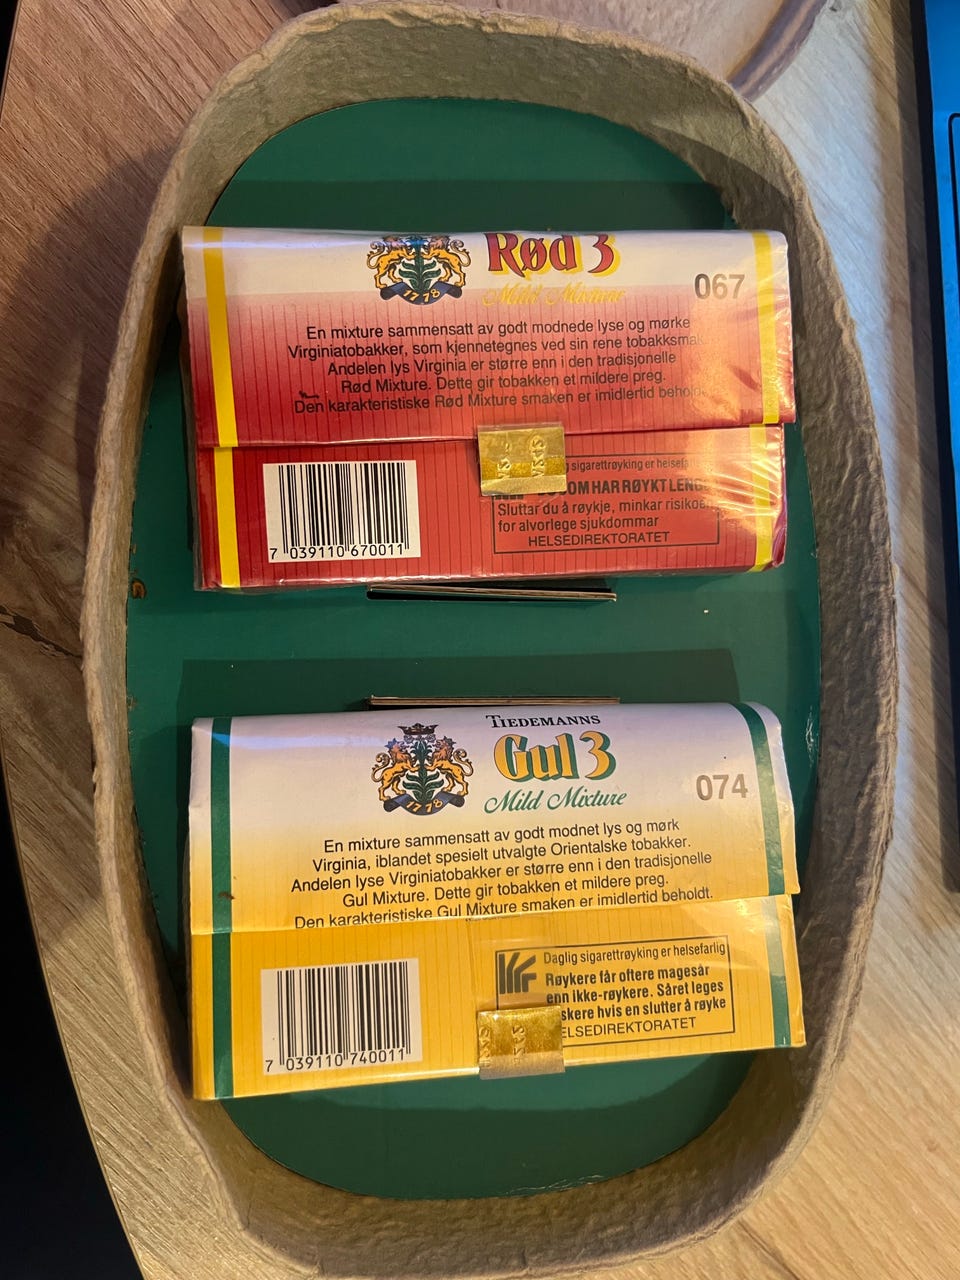 Rød 3
1778
Mild Mixture
067
En mixture sammensatt av godt modnede lyse og mørke
Virginiatobakker, som kjennetegnes ved sin rene
Andelen lys Virginia er større enn i den tradisjonelle
Rød Mixture. Dette gir tobakken et mildere preg.
Den karakteristiske Rød Mixture smaken er imidlertid
sigarettrøyking er
SOM HAR RØYKT
Sluttar du å røykje, minkar
for alvorlege sjukdommar
HELSEDIREKTORATET
7 039110 670011
TIEDEMANNS
Gul 3
1778
Mild Mixture
074
En mixture sammensatt av godt modnet lys og mørk
Virginia, iblandet spesielt utvalgte Orientalske tobakker.
Andelen lyse Virginiatobakker er større enn i den tradisjonelle
Gul Mixture. Dette gir tobakken et mildere preg.
Den karakteristiske Gul Mixture smaken er imidlertid beholdt.
Daglig sigarettrøyking er helsefarlig
Røykere får oftere magesår
enn ikke-røykere. Såret leges
skere hvis en slutter å røyke
ELSEDIREKTORATET
7 039110 740011